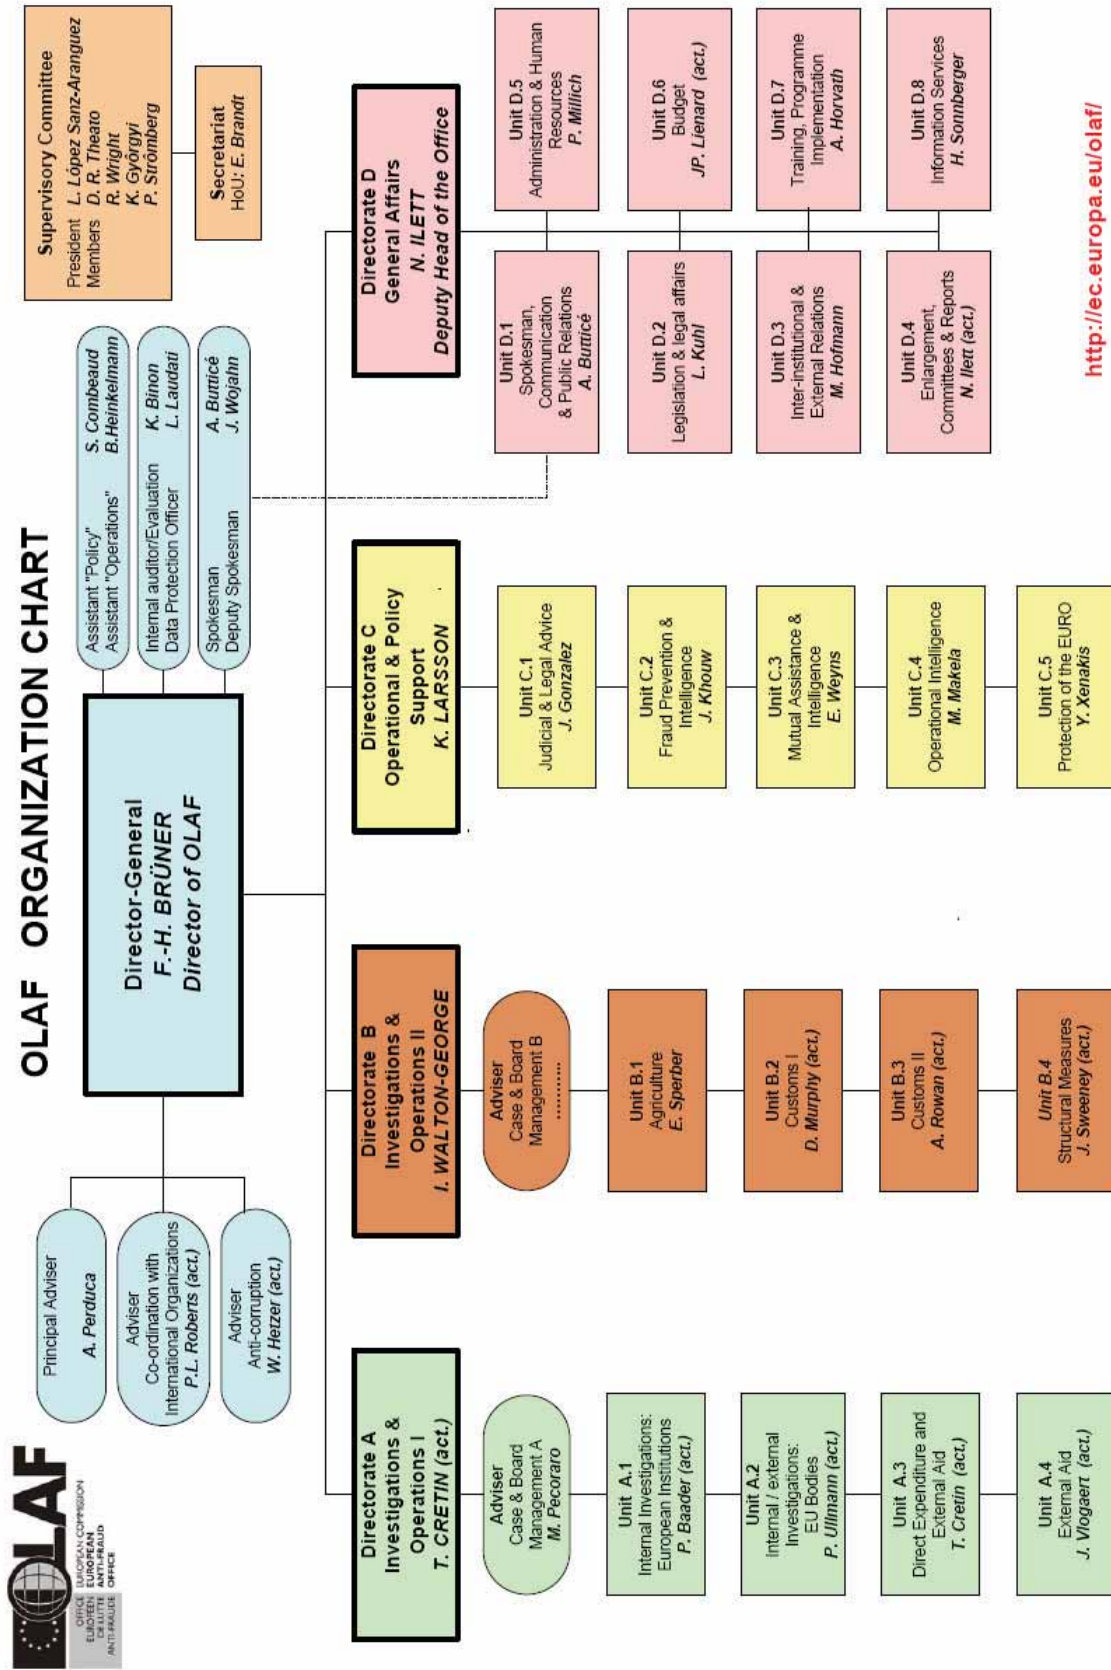 OLAF ORGANIZATION CHART
OLAF
OFFICE
EUROPÉEN
DE LUTTE
ANTI-FRAUDE
EUROPEAN COMMISSION
EUROPEAN
ANTI-FRAUD
OFFICE
Principal Adviser
A. Perduca
Adviser
Co-ordination with
International Organizations
P.L. Roberts (act.)
Adviser
Anti-corruption
W. Hetzer (act.)
Director-General
F.-H. BRÜNER
Director of OLAF
Assistant "Policy" S. Combeaud
Assistant "Operations" B.Heinkelmann
Internal auditor/Evaluation K. Binon
Data Protection Officer L. Laudati
Spokesman A. Butticé
Deputy Spokesman J. Wojahn
Supervisory Committee
President L. López Sanz-Aranguez
Members D. R. Theato
R. Wright
K. Györgyi
P. Strömberg
Secretariat
HoU: E. Brandt
Directorate A
Investigations &
Operations I
T. CRETIN (act.)
Adviser
Case & Board
Management A
M. Pecoraro
Unit A.1
Internal Investigations:
European Institutions
P. Baader (act.)
Unit A.2
Internal / external
Investigations:
EU Bodies
P. Ullmann (act.)
Unit A.3
Direct Expenditure and
External Aid
T. Cretin (act.)
Unit A.4
External Aid
J. Vlogaert (act.)
Directorate B
Investigations &
Operations II
I. WALTON-GEORGE
Adviser
Case & Board
Management B
...........
Unit B.1
Agriculture
E. Sperber
Unit B.2
Customs I
D. Murphy (act.)
Unit B.3
Customs II
A. Rowan (act.)
Unit B.4
Structural Measures
J. Sweeney (act.)
Directorate C
Operational & Policy
Support
K. LARSSON
Unit C.1
Judicial & Legal Advice
J. Gonzalez
Unit C.2
Fraud Prevention &
Intelligence
J. Khouw
Unit C.3
Mutual Assistance &
Intelligence
E. Weyns
Unit C.4
Operational Intelligence
M. Makela
Unit C.5
Protection of the EURO
Y. Xenakis
Directorate D
General Affairs
N. ILETT
Deputy Head of the Office
Unit D.1
Spokesman,
Communication
& Public Relations
A. Butticé
Unit D.2
Legislation & legal affairs
L. Kuhl
Unit D.3
Inter-institutional &
External Relations
M. Hofmann
Unit D.4
Enlargement,
Committees & Reports
N. Ilett (act.)
Unit D.5
Administration & Human
Resources
P. Millich
Unit D.6
Budget
JP. Lienard (act.)
Unit D.7
Training, Programme
Implementation
A. Horvath
Unit D.8
Information Services
H. Sonnberger
http://ec.europa.eu/olaf/